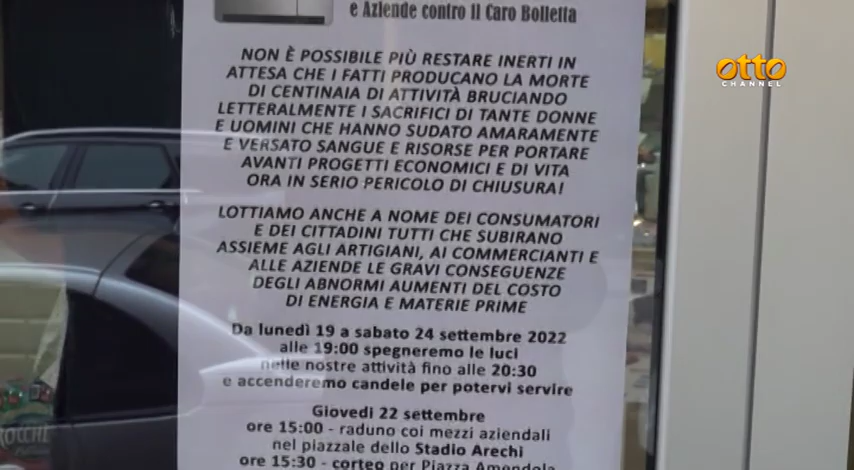 e Aziende contro il Caro Bolletta
otto
CHANNEL
NON È POSSIBILE PIÙ RESTARE INERTI IN
ATTESA CHE I FATTI PRODUCANO LA MORTE
DI CENTINAIA DI ATTIVITÀ BRUCIANDO
LETTERALMENTE I SACRIFICI DI TANTE DONNE
E UOMINI CHE HANNO SUDATO AMARAMENTE
E VERSATO SANGUE E RISORSE PER PORTARE
AVANTI PROGETTI ECONOMICI E DI VITA
ORA IN SERIO PERICOLO DI CHIUSURA!
LOTTIAMO ANCHE A NOME DEI CONSUMATORI
E DEI CITTADINI TUTTI CHE SUBIRANO
ASSIEME AGLI ARTIGIANI, AI COMMERCIANTI E
ALLE AZIENDE LE GRAVI CONSEGUENZE
DEGLI ABNORMI AUMENTI DEL COSTO
DI ENERGIA E MATERIE PRIME
Da lunedì 19 a sabato 24 settembre 2022
alle 19:00 spegneremo le luci
nelle nostre attività fino alle 20:30
e accenderemo candele per potervi servire
Giovedì 22 settembre
ore 15:00 - raduno coi mezzi aziendali
nel piazzale dello Stadio Arechi
ore 15:30 - corteo per Piazza Amendola